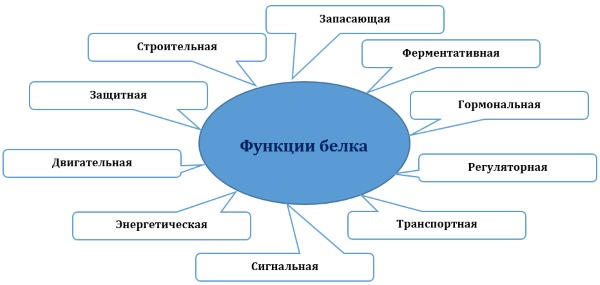 Запасающая
Строительная
Ферментативная
Защитная
Гормональная
Функции белка
Двигательная
Регуляторная
Энергетическая
Транспортная
Сигнальная